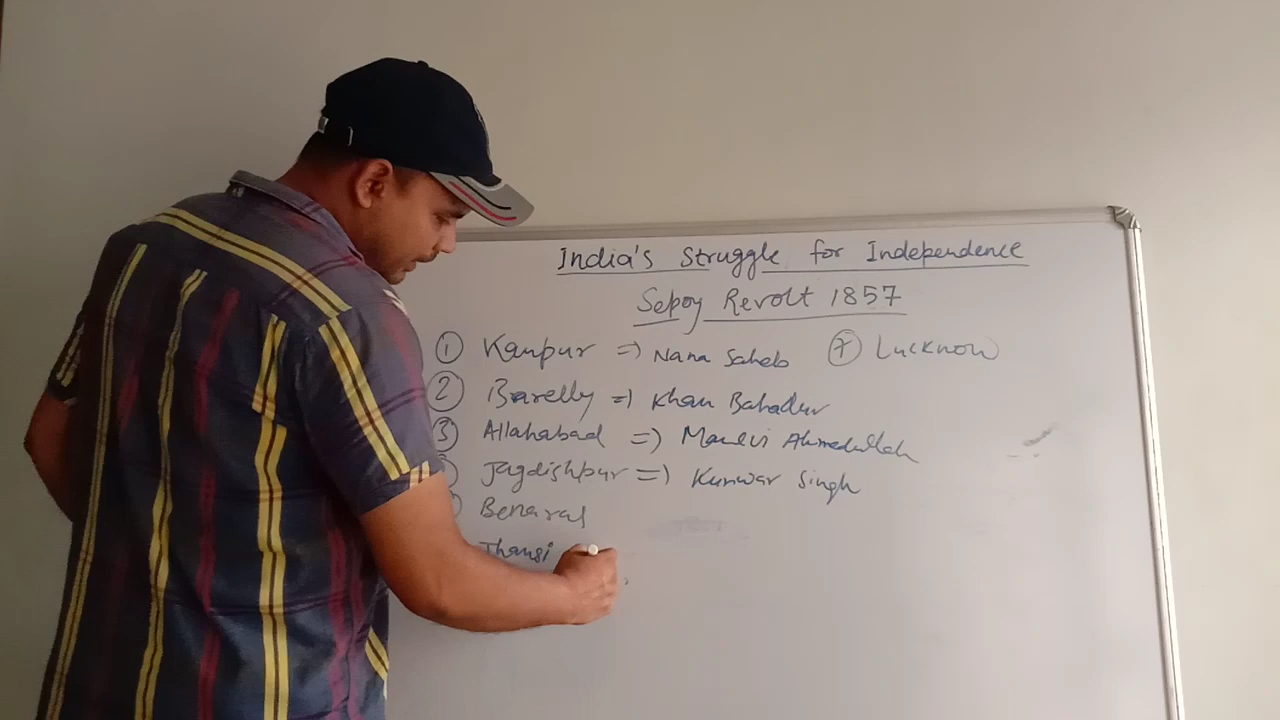 India's Struggle for Independence
Sepoy Revolt 1857
① Kanpur => Nana Saheb ⑦ Lucknow
② Barelly => Khan Bahadur
③ Allahabad => Maulvi Ahmedullah
Jagdishpur => Kunwar Singh
Benaras
Jhansi